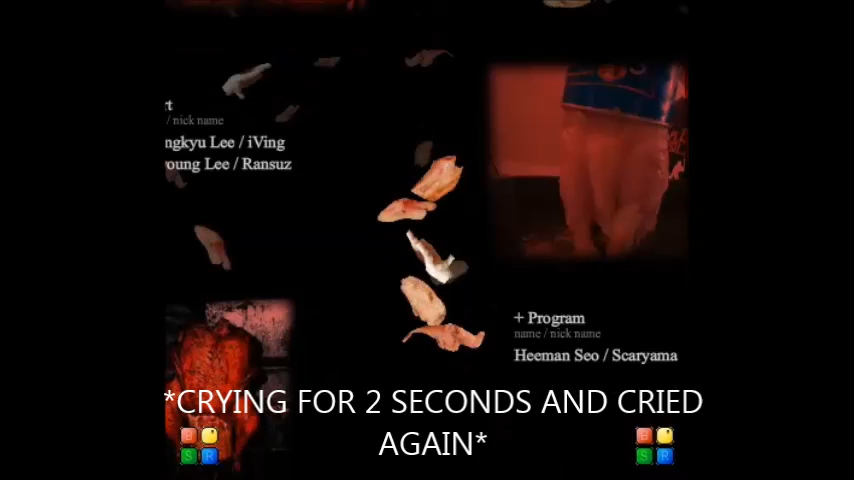 rt
/ nick name
ngkyu Lee / iVing
oung Lee / Ransuz
+ Program
name / nick name
Heeman Seo / Scaryama
*CRYING FOR 2 SECONDS AND CRIED
AGAIN*
B
S R
B
S R